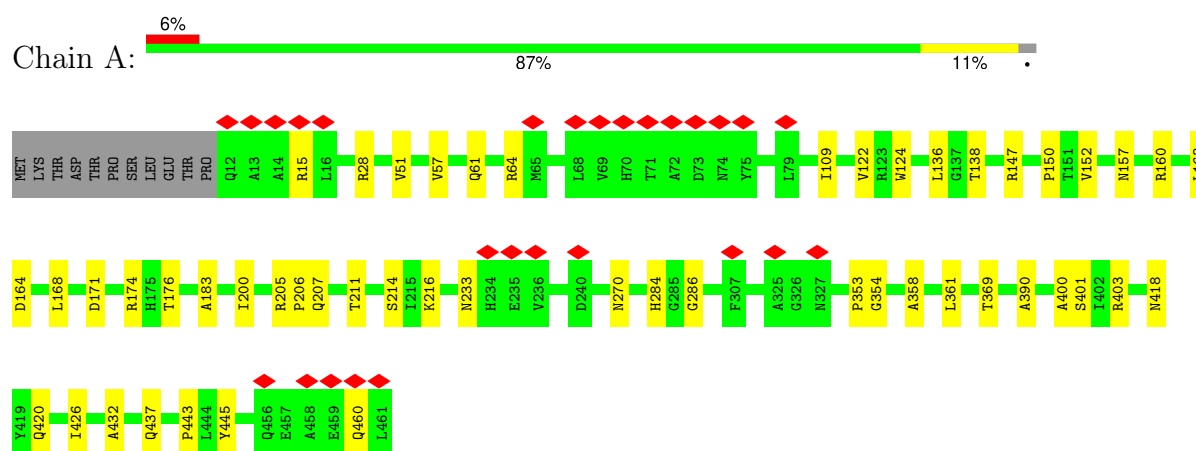 6%
Chain A:
87% 11% •
MET LYS THR ASP THR PRO SER LEU GLU THR PRO Q12 A13 A14 R15 L16 R28 V51 V57 Q61 R64 M65 L68 V69 H70 T71 A72 D73 N74 Y75 L79 I109 V122 R123 W124 L136 G137 T138 R147 P150 T151 V152 N157 R160
D164 L168 D171 R174 H175 T176 A183 I200 R205 P206 Q207 T211 S214 I215 K216 N233 H234 E235 V236 D240 N270 H284 G285 G286 F307 A325 G326 N327 P353 G354 A358 L361 T369 A390 A400 S401 I402 R403 N418
Y419 Q420 I426 A432 Q437 P443 L444 Y445 Q456 E457 A458 E459 Q460 L461